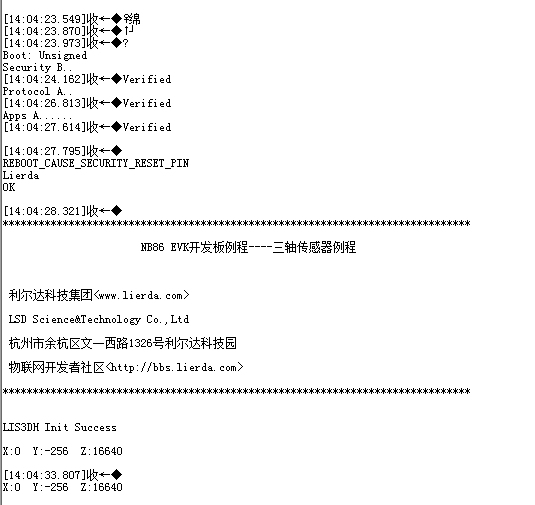 [14:04:23.549]收←◆
[14:04:23.870]收←◆
[14:04:23.973]收←◆?
Boot: Unsigned
Security B..
[14:04:24.162]收←◆Verified
Protocol A..
[14:04:26.813]收←◆Verified
Apps A......
[14:04:27.614]收←◆Verified
[14:04:27.795]收←◆
REBOOT_CAUSE_SECURITY_RESET_PIN
Lierda
OK
[14:04:28.321]收←◆
******************************************************************************
NB86 EVK开发板例程----三轴传感器例程
利尔达科技集团<www.lierda.com>
LSD Science&Technology Co.,Ltd
杭州市余杭区文一西路1326号利尔达科技园
物联网开发者社区<http://bbs.lierda.com>
******************************************************************************
LIS3DH Init Success
X:0 Y:-256 Z:16640
[14:04:33.807]收←◆
X:0 Y:-256 Z:16640